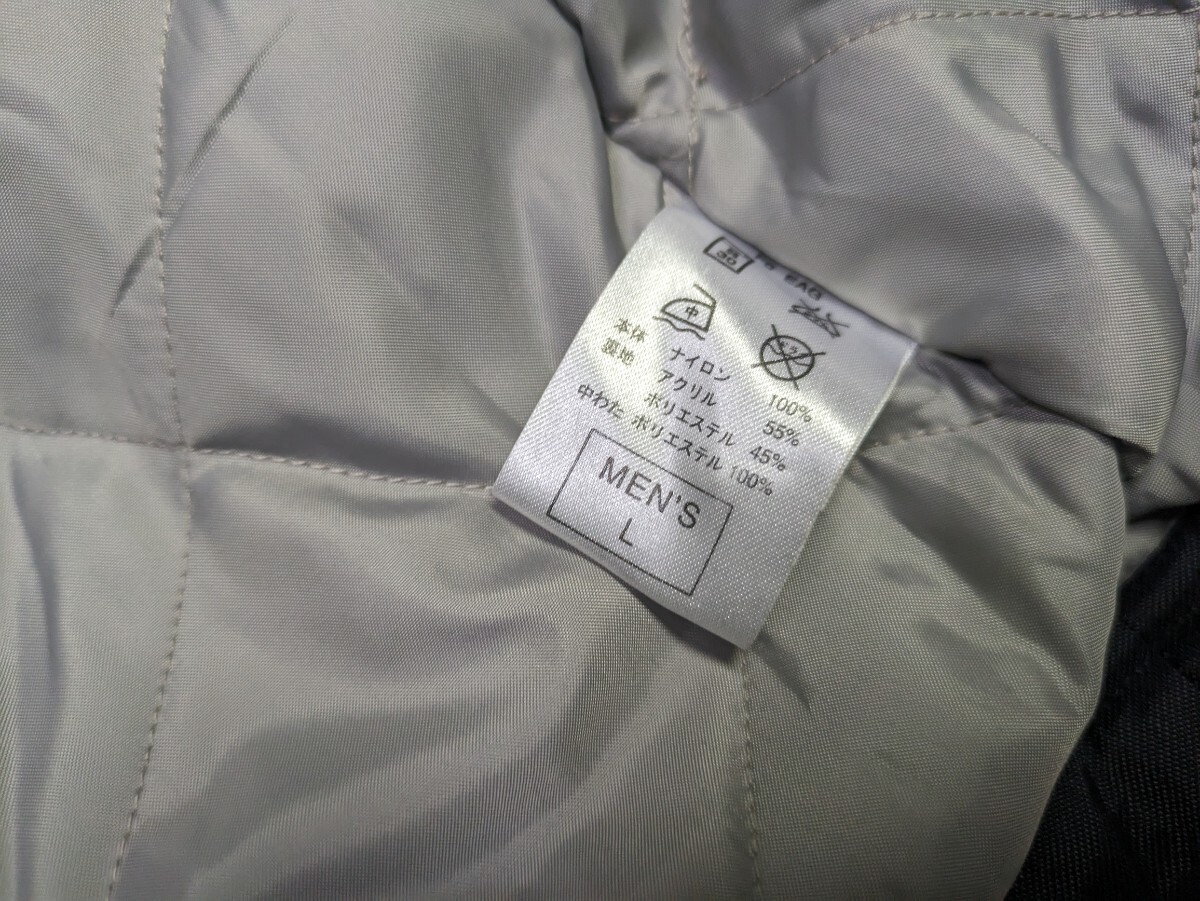 30
中
本体 ナイロン 100%
裏地 アクリル 55%
ポリエステル 45%
中わた ポリエステル 100%
MEN'S
L